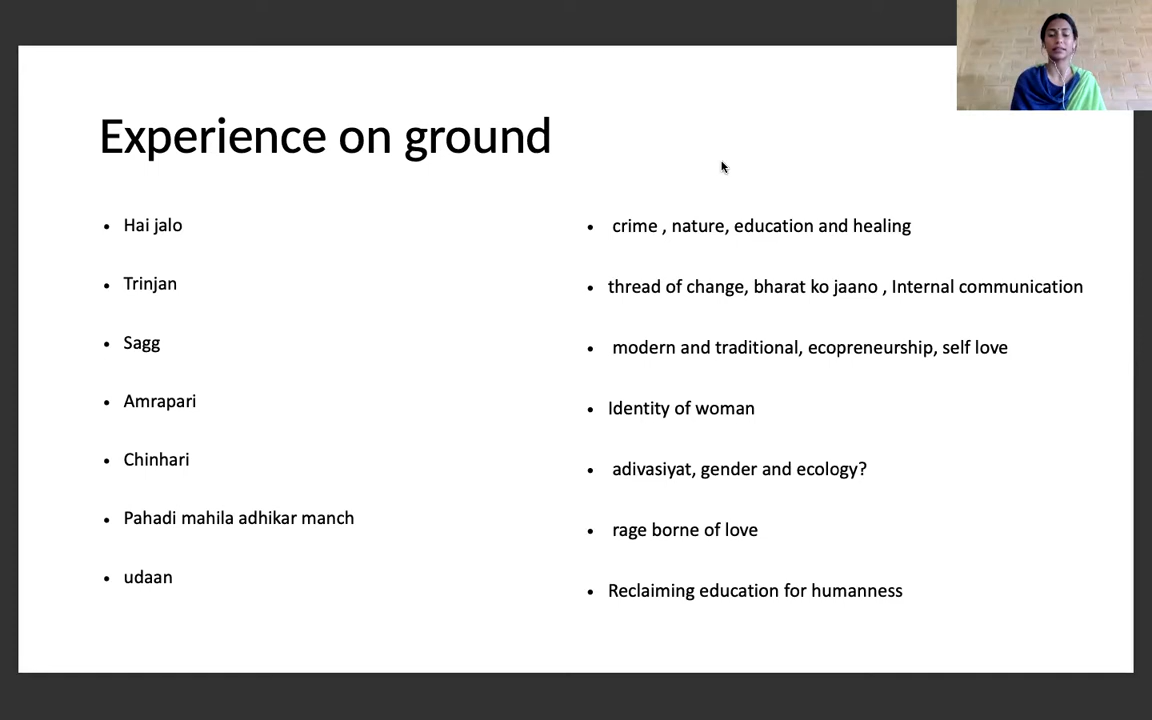 Experience on ground
• Hai jalo
• Trinjan
• Sagg
• Amrapari
• Chinhari
• Pahadi mahila adhikar manch
• udaan
• crime , nature, education and healing
• thread of change, bharat ko jaano , Internal communication
• modern and traditional, ecopreneurship, self love
• Identity of woman
• adivasiyat, gender and ecology?
• rage borne of love
• Reclaiming education for humanness